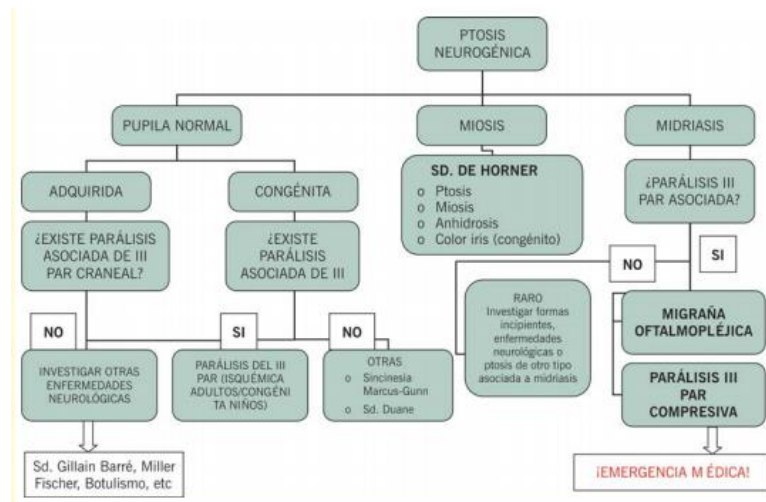 PTOSIS
NEUROGÉNICA
PUPILA NORMAL
MIOSIS
MIDRIASIS
ADQUIRIDA
CONGÉNITA
SD. DE HORNER
o Ptosis
o Miosis
o Anhidrosis
o Color iris (congénito)
¿PARÁLISIS III
PAR ASOCIADA?
¿EXISTE PARÁLISIS
ASOCIADA DE III
PAR CRANEAL?
¿EXISTE
PARÁLISIS
ASOCIADA DE III
NO
SI
NO
NO
SI
INVESTIGAR OTRAS
ENFERMEDADES
NEUROLÓGICAS
PARÁLISIS DEL III
PAR (ISQUÉMICA
ADULTOS/CONGÉNI
TA NIÑOS)
OTRAS
o Sincinesia
Marcus-Gunn
o Sd. Duane
RARO
Investigar formas
incipientes,
enfermedades
neurológicas o
ptosis de otro tipo
asociada a midriasis
MIGRAÑA
OFTALMOPLÉJICA
PARÁLISIS III
PAR
COMPRESIVA
Sd. Gillain Barré, Miller
Fischer, Botulismo, etc
¡EMERGENCIA M ÉDICA!